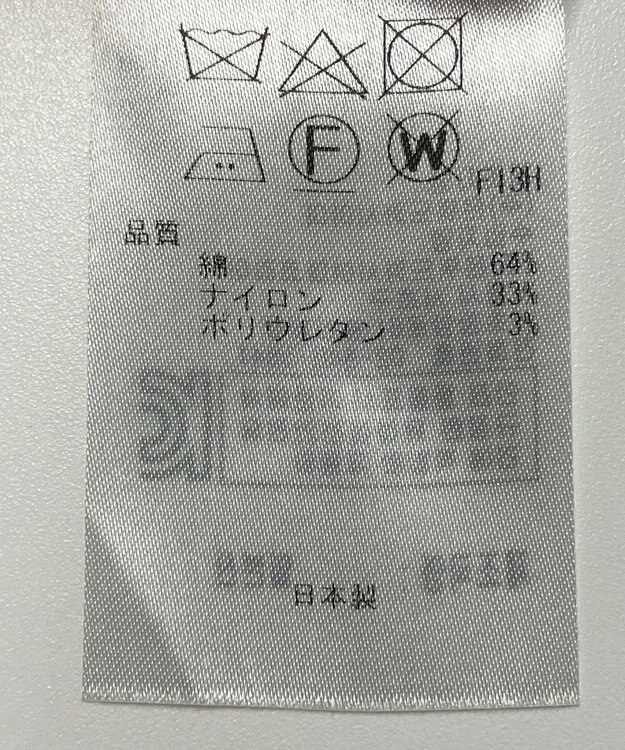 F W F13H
品質
綿 64%
ナイロン 33%
ポリウレタン 3%
日本製